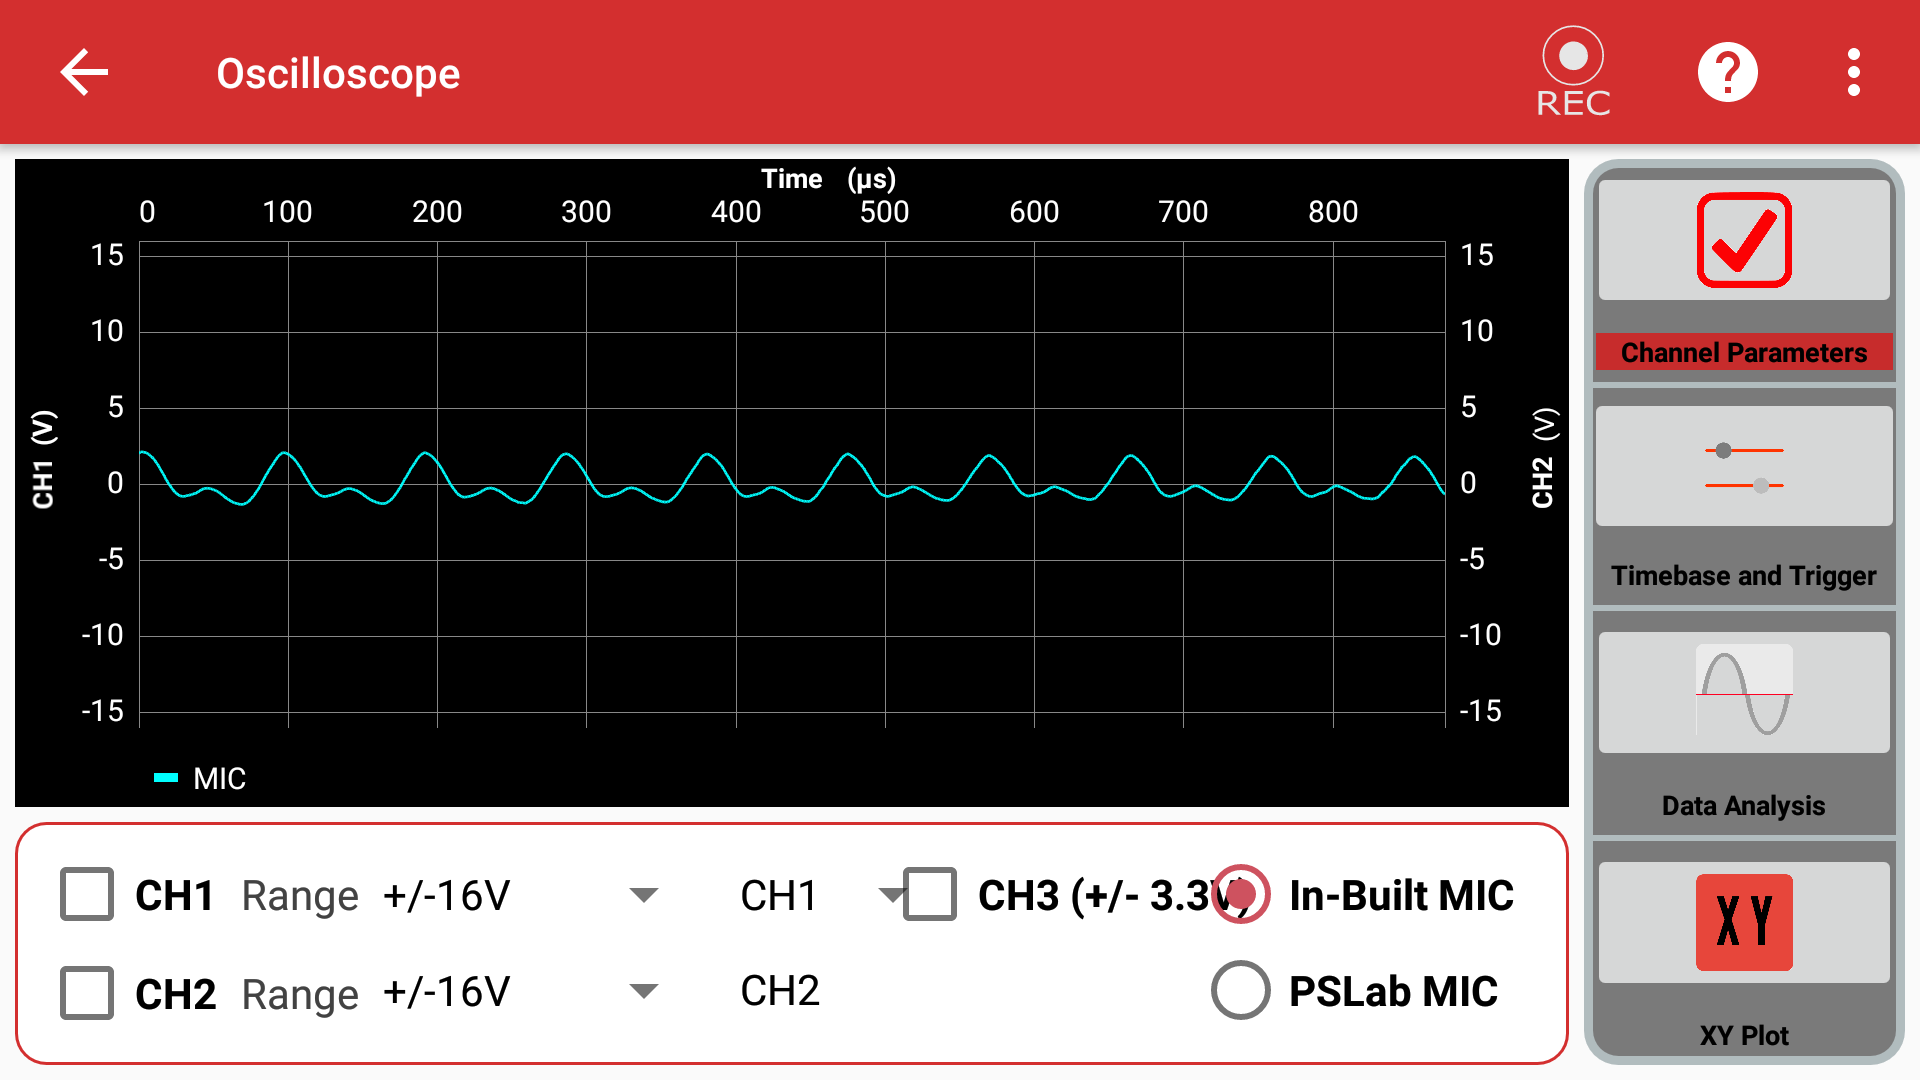 Oscilloscope
REC
?
Time (µs)
0 100 200 300 400 500 600 700 800
15 15
10 10
5 5
0 0
-5 -5
-10 -10
-15 -15
CH1 (V)
CH2 (V)
MIC
CH1 Range +/-16V CH1 CH3 (+/- 3.3V) In-Built MIC
CH2 Range +/-16V CH2 PSLab MIC
Channel Parameters
Timebase and Trigger
Data Analysis
XY
XY Plot